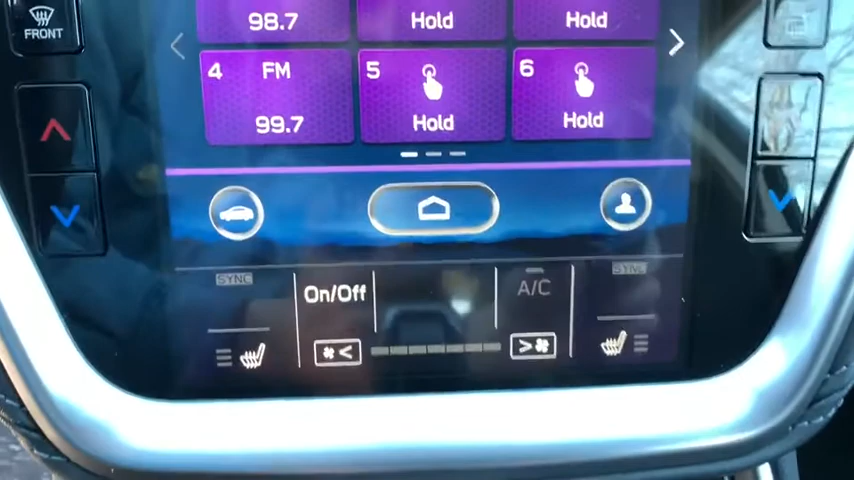 FRONT
98.7
Hold
Hold
4 FM
5
6
99.7
Hold
Hold
SYNC
On/Off
A/C
SYNC